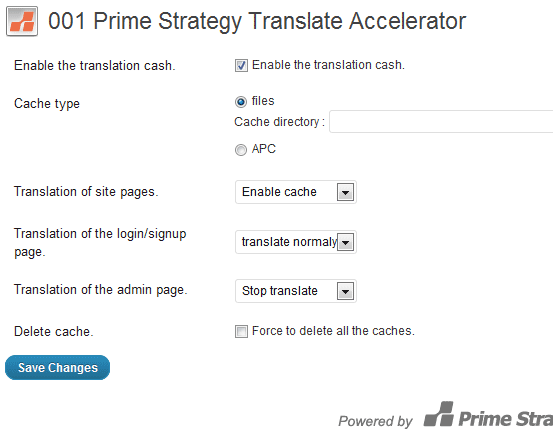 001 Prime Strategy Translate Accelerator
Enable the translation cash. Enable the translation cash.
Cache type files
Cache directory :
APC
Translation of site pages. Enable cache
Translation of the login/signup page. translate normaly
Translation of the admin page. Stop translate
Delete cache. Force to delete all the caches.
Save Changes
Powered by Prime Stra